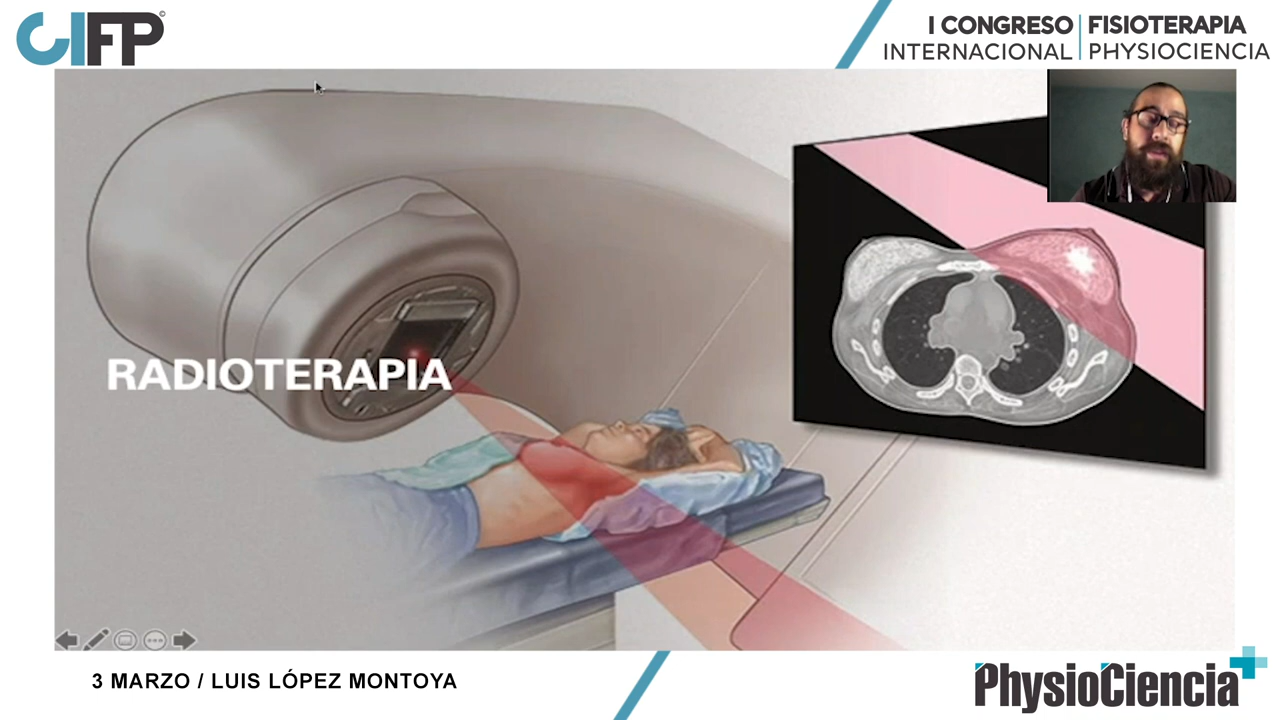 CIFP©
I CONGRESO FISIOTERAPIA
INTERNACIONAL PHYSIOCIENCIA
RADIOTERAPIA
3 MARZO / LUIS LÓPEZ MONTOYA
PhysioCiencia